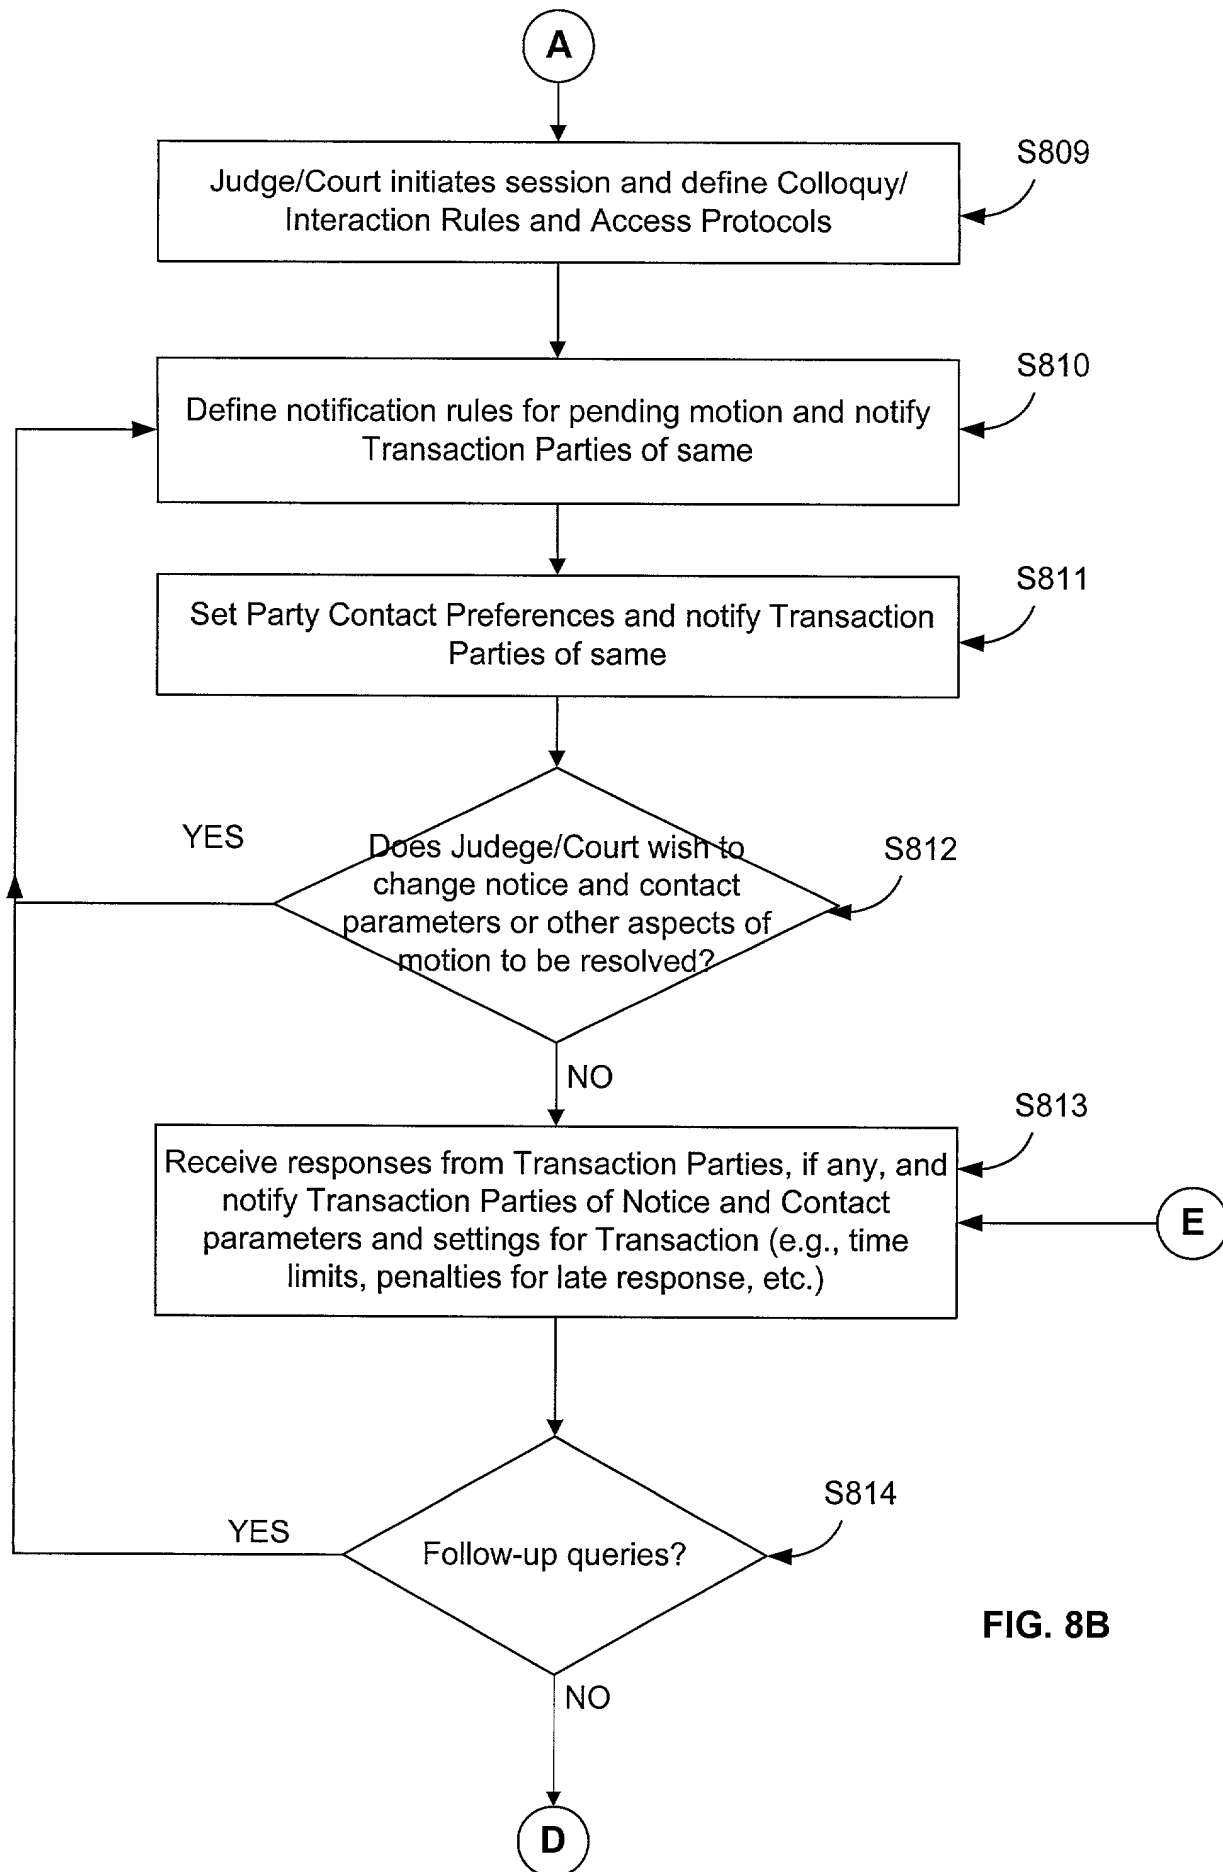 A
Judge/Court initiates session and define Colloquy/
Interaction Rules and Access Protocols
S809
Define notification rules for pending motion and notify
Transaction Parties of same
S810
Set Party Contact Preferences and notify Transaction
Parties of same
S811
YES
Does Judege/Court wish to
change notice and contact
parameters or other aspects of
motion to be resolved?
S812
NO
S813
Receive responses from Transaction Parties, if any, and
notify Transaction Parties of Notice and Contact
parameters and settings for Transaction (e.g., time
limits, penalties for late response, etc.)
E
S814
YES
Follow-up queries?
FIG. 8B
NO
D